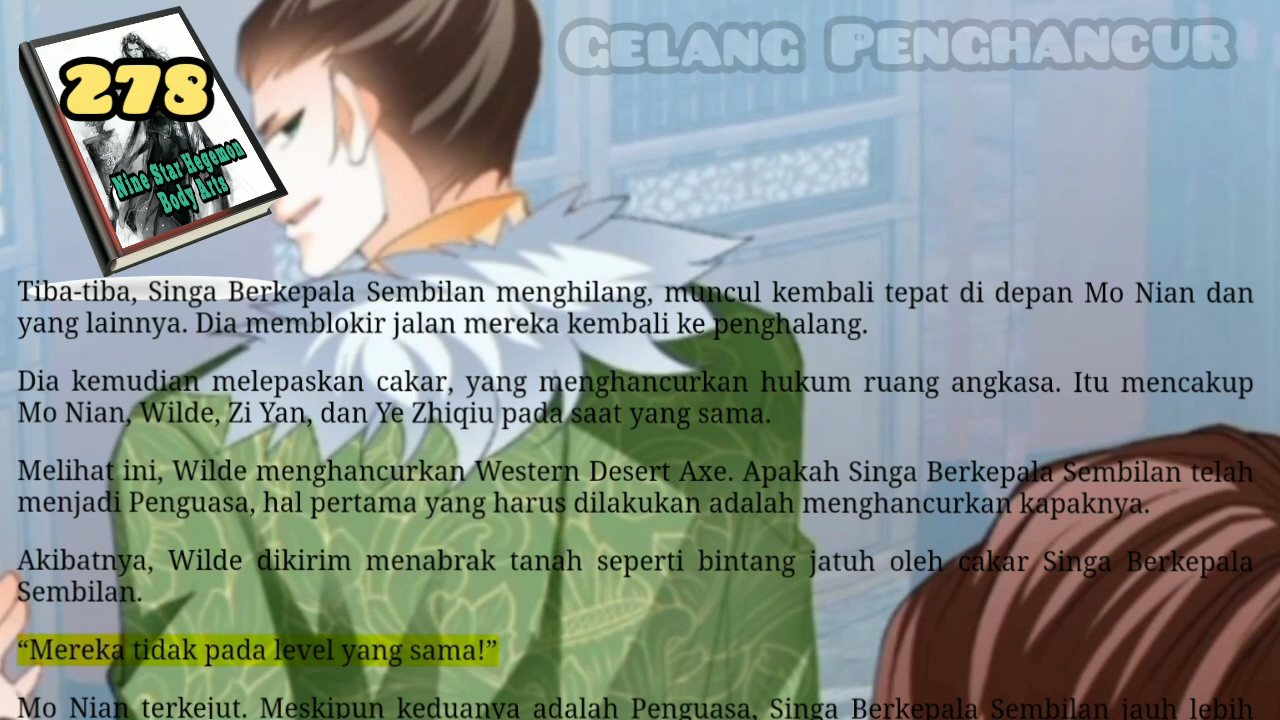 Gelang Penghancur
278
Nine Star Hegemon
Body Arts
Tiba-tiba, Singa Berkepala Sembilan menghilang, muncul kembali tepat di depan Mo Nian dan
yang lainnya. Dia memblokir jalan mereka kembali ke penghalang.
Dia kemudian melepaskan cakar, yang menghancurkan hukum ruang angkasa. Itu mencakup
Mo Nian, Wilde, Zi Yan, dan Ye Zhiqiu pada saat yang sama.
Melihat ini, Wilde menghancurkan Western Desert Axe. Apakah Singa Berkepala Sembilan telah
menjadi Penguasa, hal pertama yang harus dilakukan adalah menghancurkan kapaknya.
Akibatnya, Wilde dikirim menabrak tanah seperti bintang jatuh oleh cakar Singa Berkepala
Sembilan.
“Mereka tidak pada level yang sama!”
Mo Nian terkejut. Meskipun keduanya adalah Penguasa, Singa Berkepala Sembilan jauh lebih